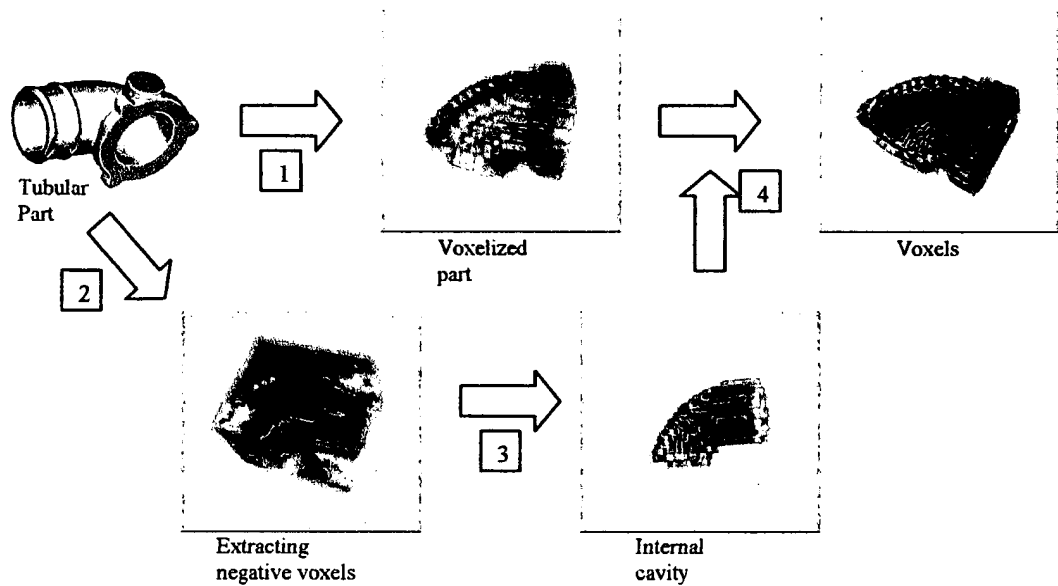 Tubular
Part
1
2
Voxelized
part
4
Voxels
3
Extracting
negative voxels
Internal
cavity